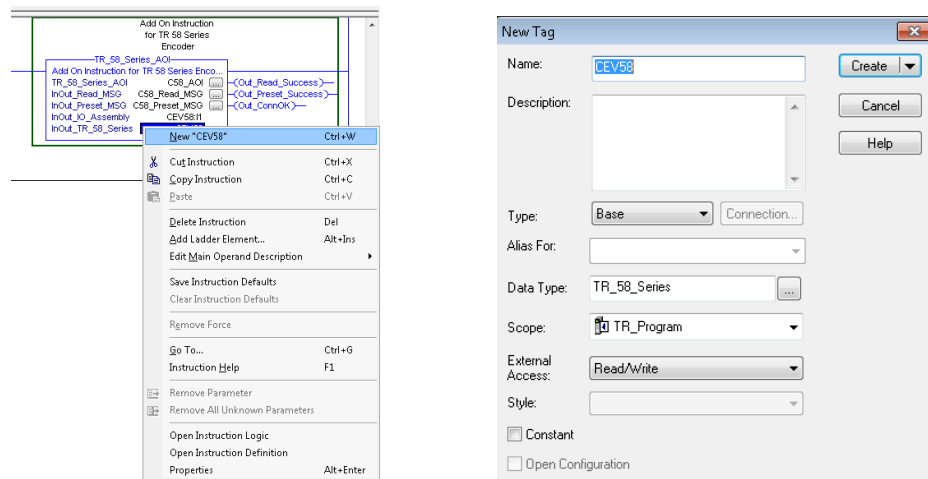 Add On Instruction
for TR 58 Series
Encoder
TR_58_Series_AOI
Add On Instruction for TR 58 Series Enco...
TR_58_Series_AOI C58_AOI ... (Out_Read_Success)
InOut_Read_MSG C58_Read_MSG ... (Out_Preset_Success)
InOut_Preset_MSG C58_Preset_MSG ... (Out_ConnOK)
InOut_IO_Assembly CEV58:I1
InOut_TR_58_Series
New "CEV58" Ctrl+W
Cut Instruction Ctrl+X
Copy Instruction Ctrl+C
Paste Ctrl+V
Delete Instruction Del
Add Ladder Element... Alt+Ins
Edit Main Operand Description
Save Instruction Defaults
Clear Instruction Defaults
Remove Force
Go To... Ctrl+G
Instruction Help F1
Remove Parameter
Remove All Unknown Parameters
Open Instruction Logic
Open Instruction Definition
Properties Alt+Enter
New Tag
Name: CEV58 Create
Description: Cancel
Help
Type: Base Connection...
Alias For:
Data Type: TR_58_Series ...
Scope: TR_Program
External
Access: Read/Write
Style:
Constant
Open Configuration